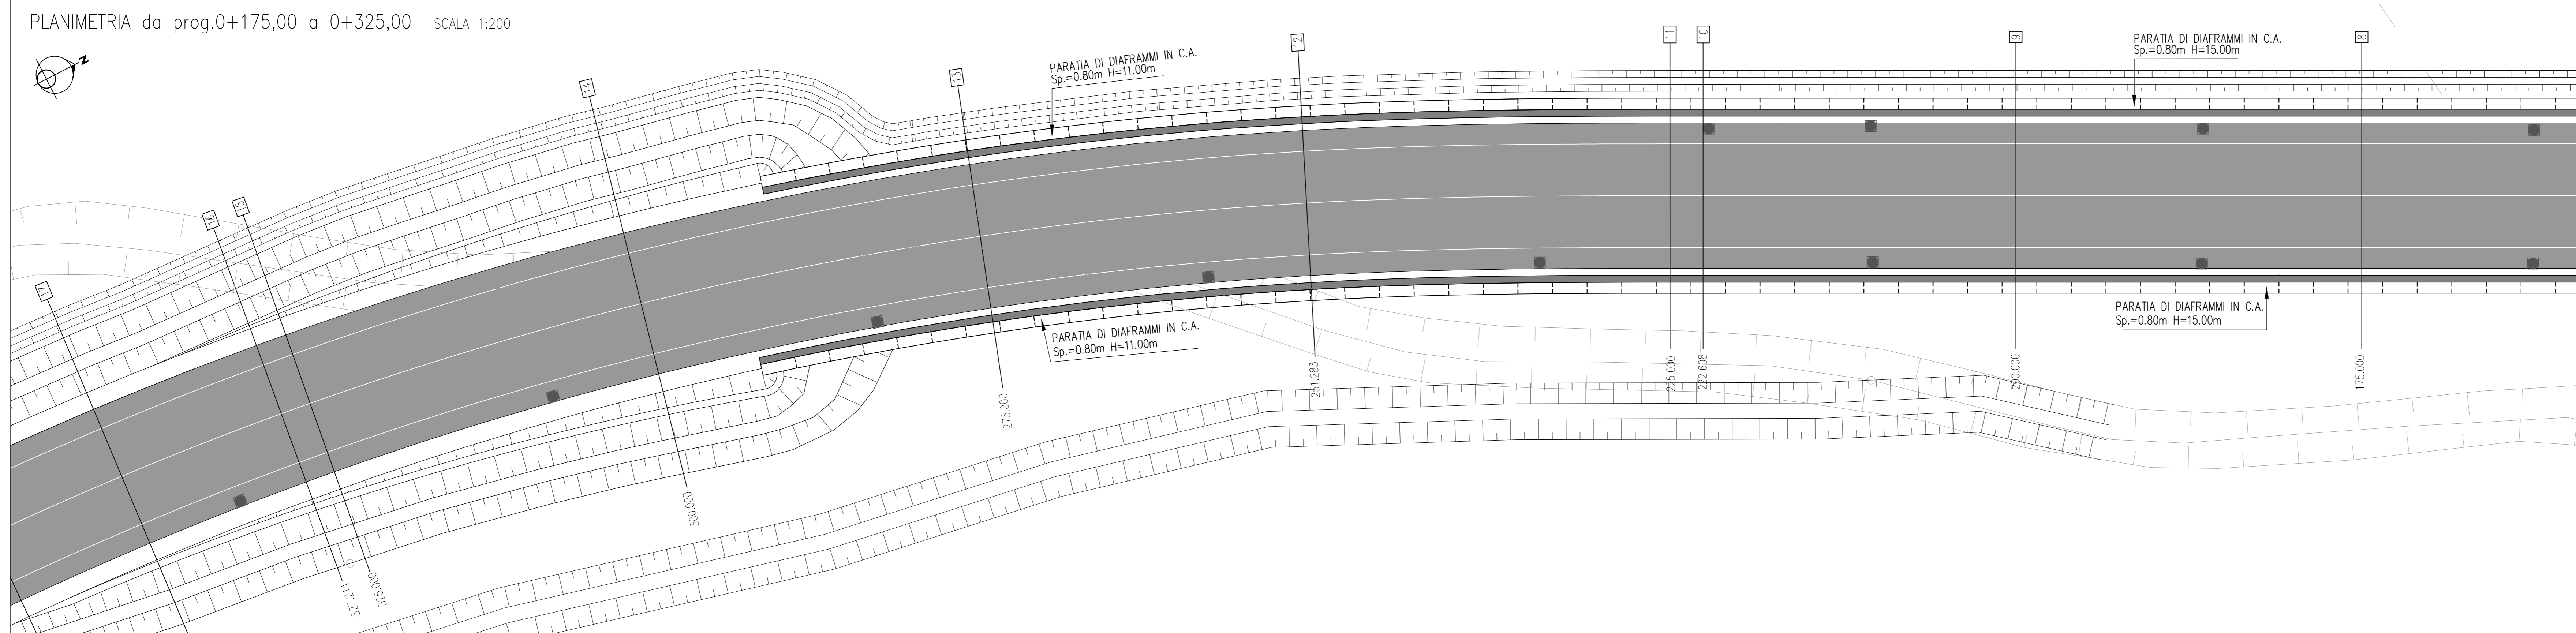 PLANIMETRIA da prog.0+175,00 a 0+325,00 SCALA 1:200
N
17
16
15
14
13
12
11
10
9
8
PARATIA DI DIAFRAMMI IN C.A.
Sp.=0.80m H=11.00m
PARATIA DI DIAFRAMMI IN C.A.
Sp.=0.80m H=15.00m
PARATIA DI DIAFRAMMI IN C.A.
Sp.=0.80m H=11.00m
PARATIA DI DIAFRAMMI IN C.A.
Sp.=0.80m H=15.00m
327.211
325.000
300.000
275.000
251.283
225.000
222.608
200.000
175.000